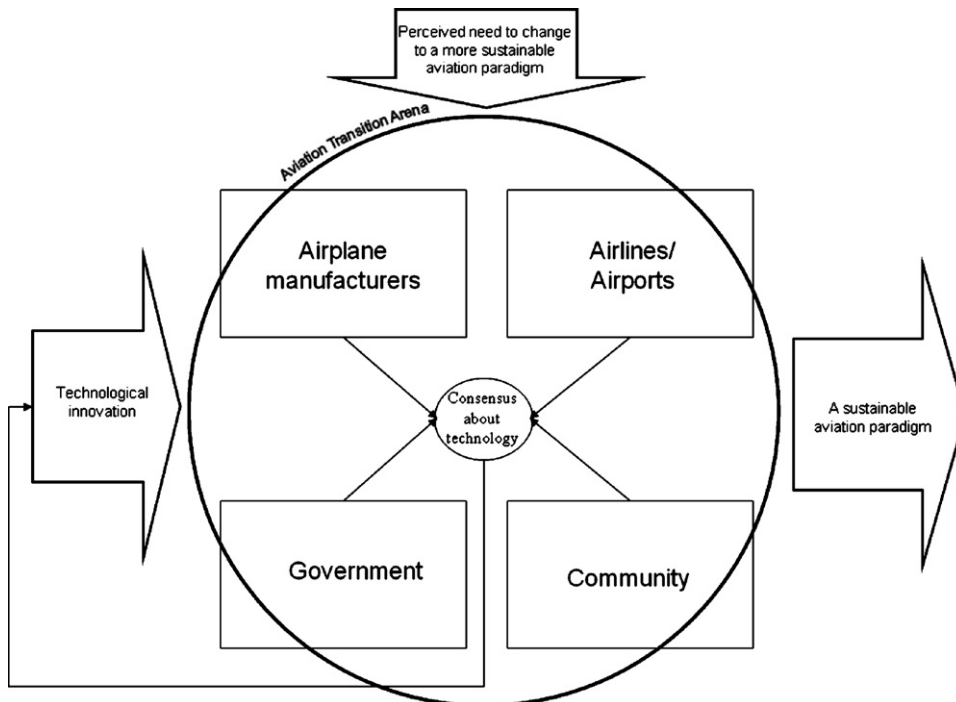 Perceived need to change
to a more sustainable
aviation paradigm
Aviation Transition Arena
Airplane
manufacturers
Airlines/
Airports
Technological
innovation
Consensus
about
technology
A sustainable
aviation paradigm
Government
Community